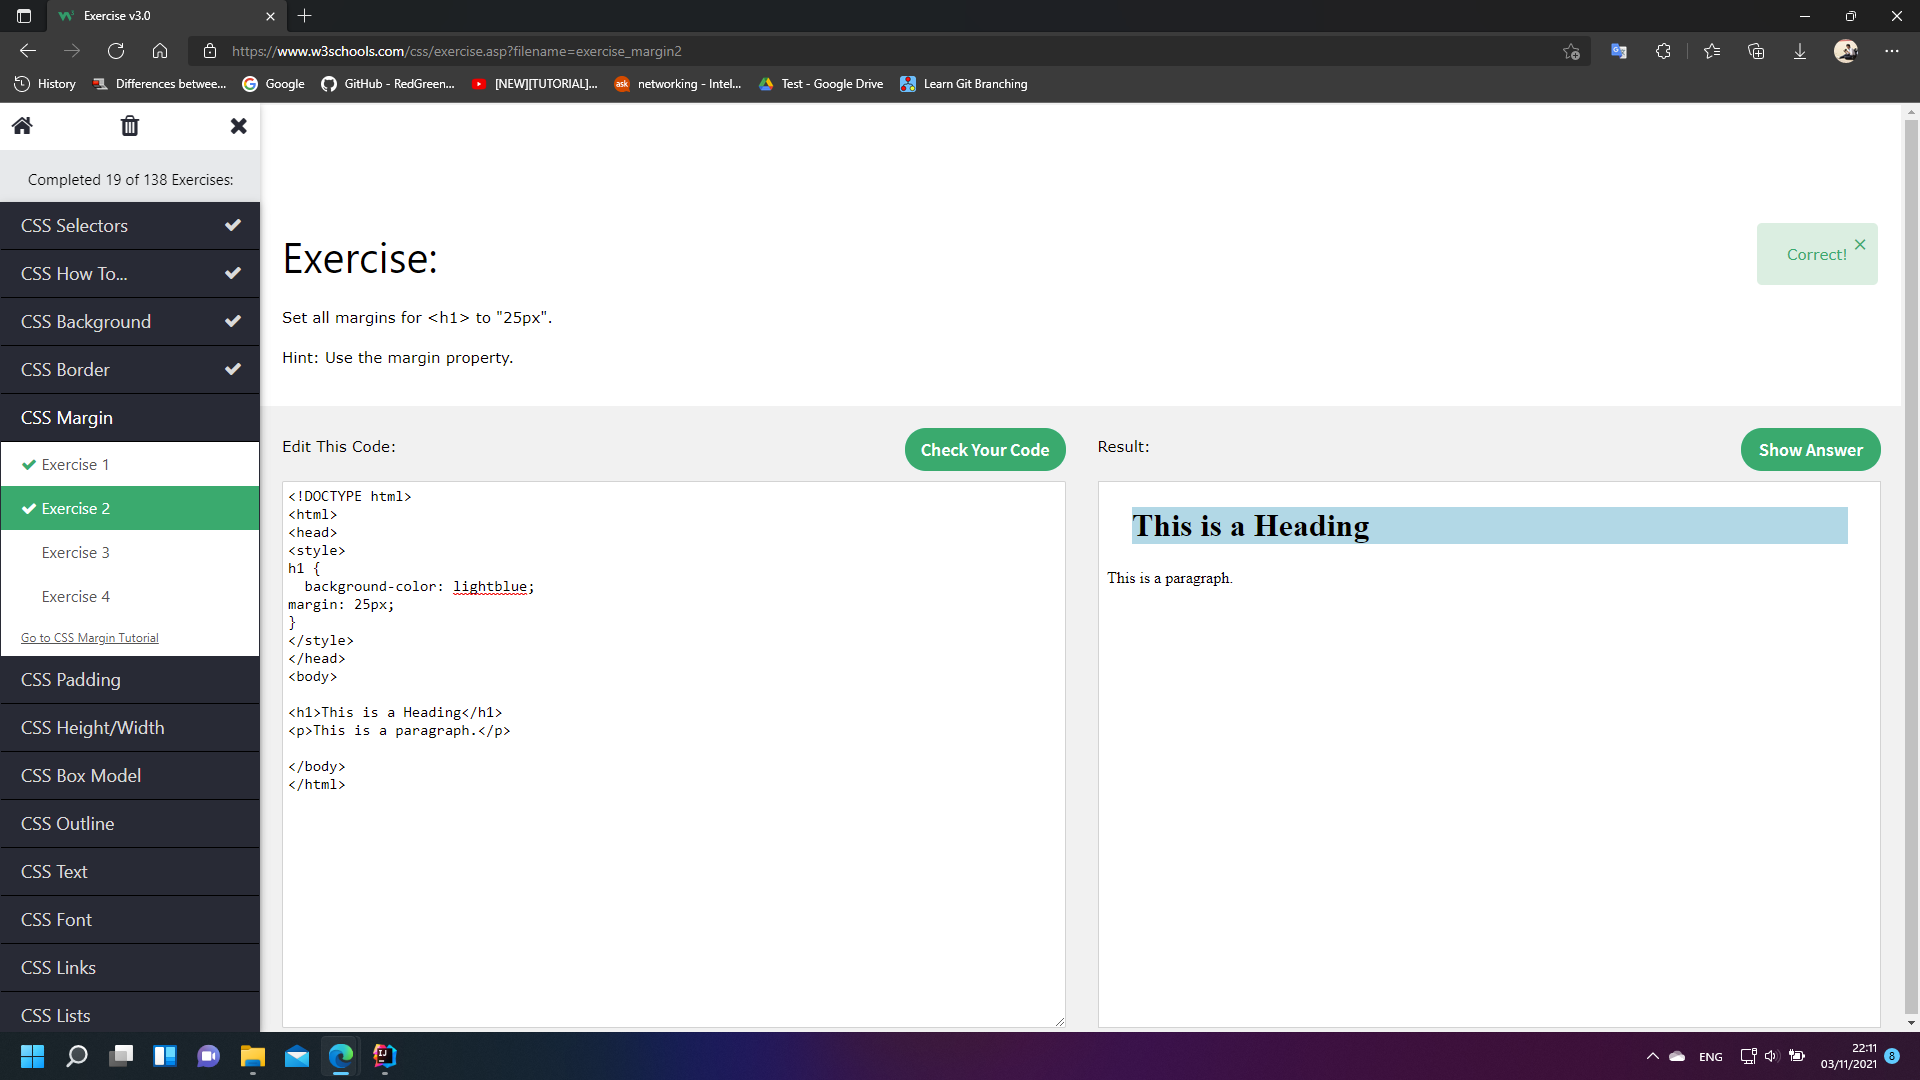 Exercise v3.0
https://www.w3schools.com/css/exercise.asp?filename=exercise_margin2
History
Differences betwee...
Google
GitHub - RedGreen...
[NEW][TUTORIAL]...
ask
networking - Intel...
Test - Google Drive
Learn Git Branching
Completed 19 of 138 Exercises:
CSS Selectors
CSS How To...
CSS Background
CSS Border
CSS Margin
Exercise 1
Exercise 2
Exercise 3
Exercise 4
Go to CSS Margin Tutorial
CSS Padding
CSS Height/Width
CSS Box Model
CSS Outline
CSS Text
CSS Font
CSS Links
CSS Lists
Exercise:
Correct!
Set all margins for <h1> to "25px".
Hint: Use the margin property.
Edit This Code:
Check Your Code
<!DOCTYPE html>
<html>
<head>
<style>
h1 {
  background-color: lightblue;
margin: 25px;
}
</style>
</head>
<body>
<h1>This is a Heading</h1>
<p>This is a paragraph.</p>
</body>
</html>
Result:
Show Answer
This is a Heading
This is a paragraph.
IJ
ENG
22:11
03/11/2021
8